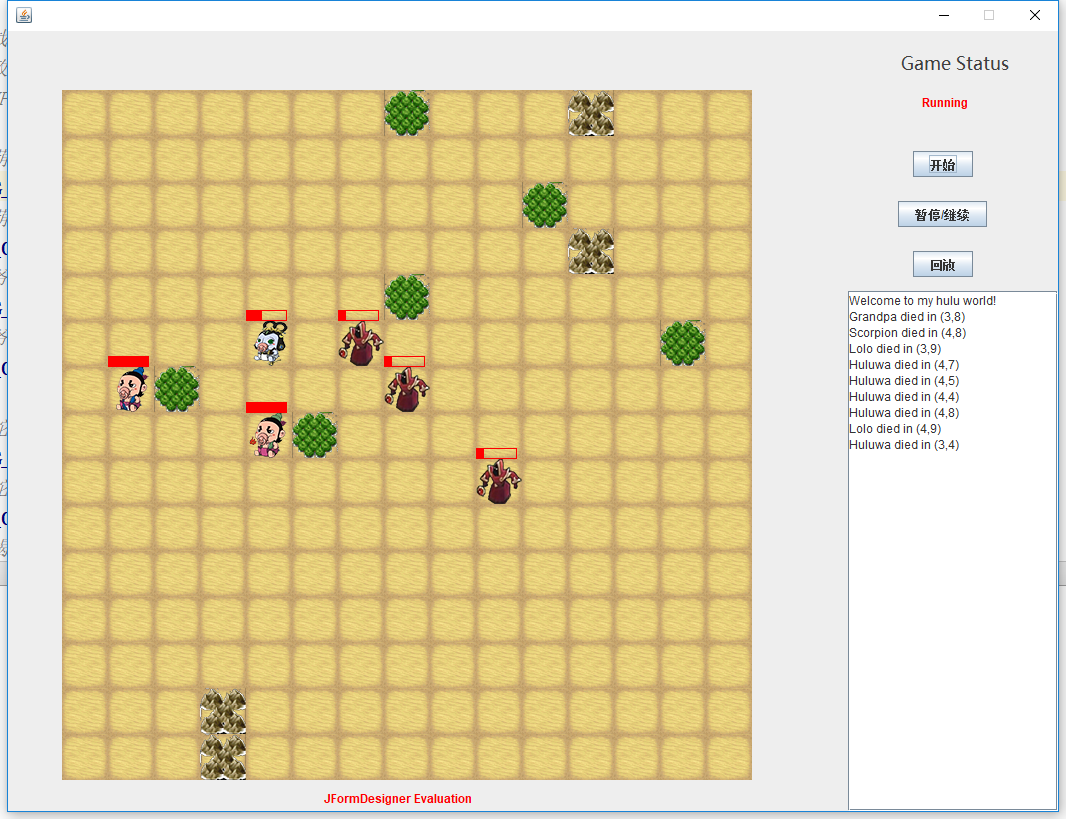 Game Status
Running
开始
暂停/继续
回放
Welcome to my hulu world!
Grandpa died in (3,8)
Scorpion died in (4,8)
Lolo died in (3,9)
Huluwa died in (4,7)
Huluwa died in (4,5)
Huluwa died in (4,4)
Huluwa died in (4,8)
Lolo died in (4,9)
Huluwa died in (3,4)
JFormDesigner Evaluation